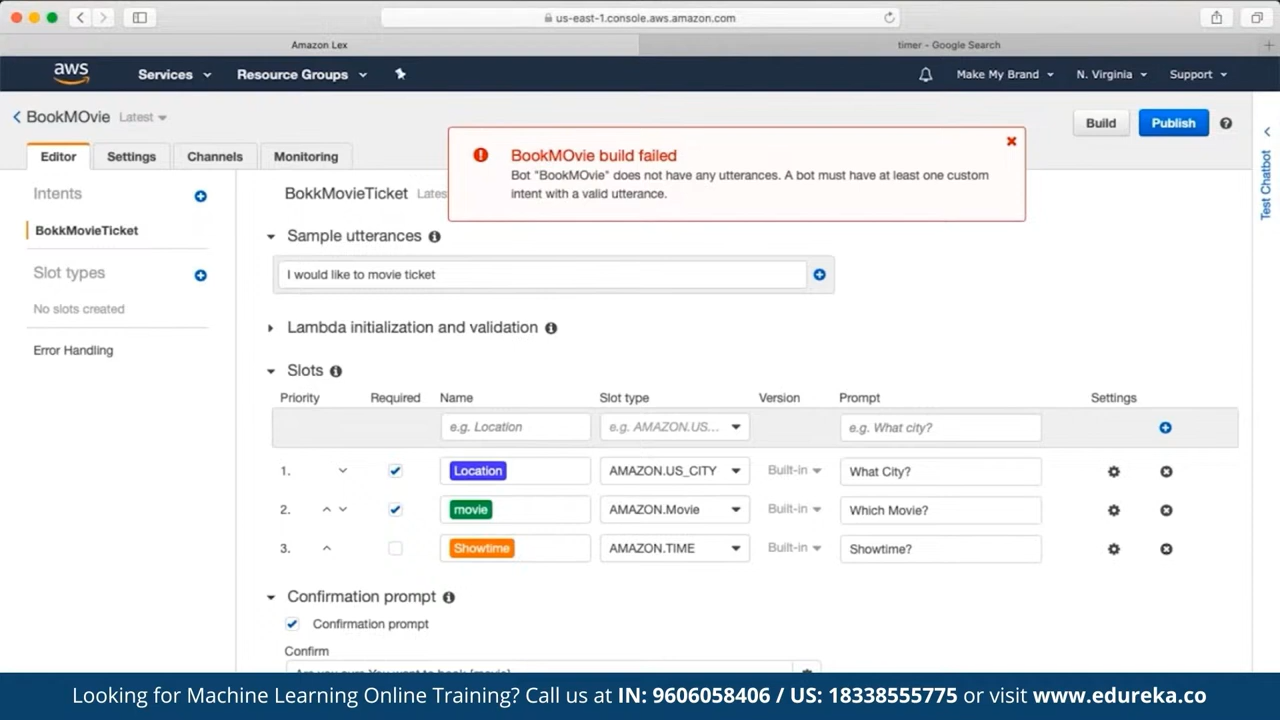 us-east-1.console.aws.amazon.com
Amazon Lex
timer - Google Search
aws
Services
Resource Groups
Make My Brand
N. Virginia
Support
BookMOvie
Latest
Build
Publish
Editor
Settings
Channels
Monitoring
BookMOvie build failed
Bot "BookMOvie" does not have any utterances. A bot must have at least one custom
intent with a valid utterance.
Test Chatbot
Intents
BokkMovieTicket
Slot types
No slots created
Error Handling
BokkMovieTicket
Sample utterances
I would like to movie ticket
Lambda initialization and validation
Slots
Priority Required Name Slot type Version Prompt Settings
e.g. Location e.g. AMAZON.US... e.g. What city?
1. Location AMAZON.US_CITY Built-in What City?
2. movie AMAZON.Movie Built-in Which Movie?
3. Showtime AMAZON.TIME Built-in Showtime?
Confirmation prompt
Confirmation prompt
Confirm
Looking for Machine Learning Online Training? Call us at IN: 9606058406 / US: 18338555775 or visit www.edureka.co